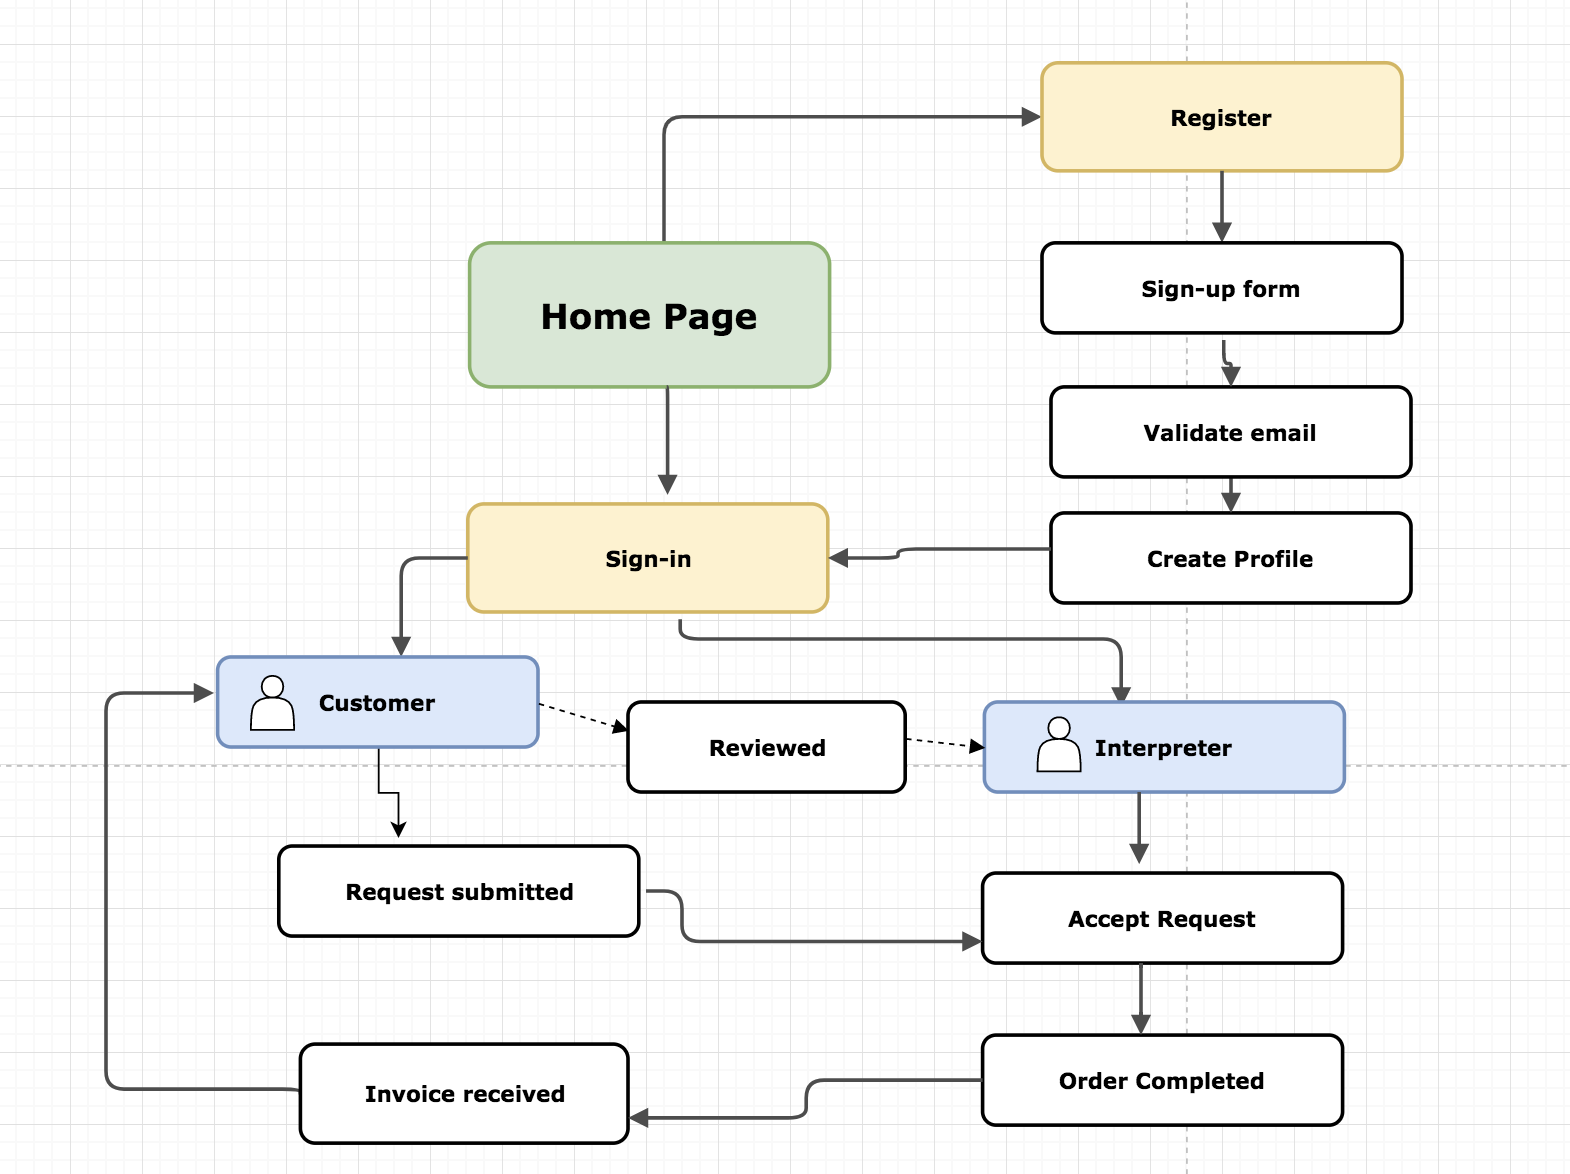 Register
Home Page
Sign-up form
Validate email
Sign-in
Create Profile
Customer
Reviewed
Interpreter
Request submitted
Accept Request
Invoice received
Order Completed